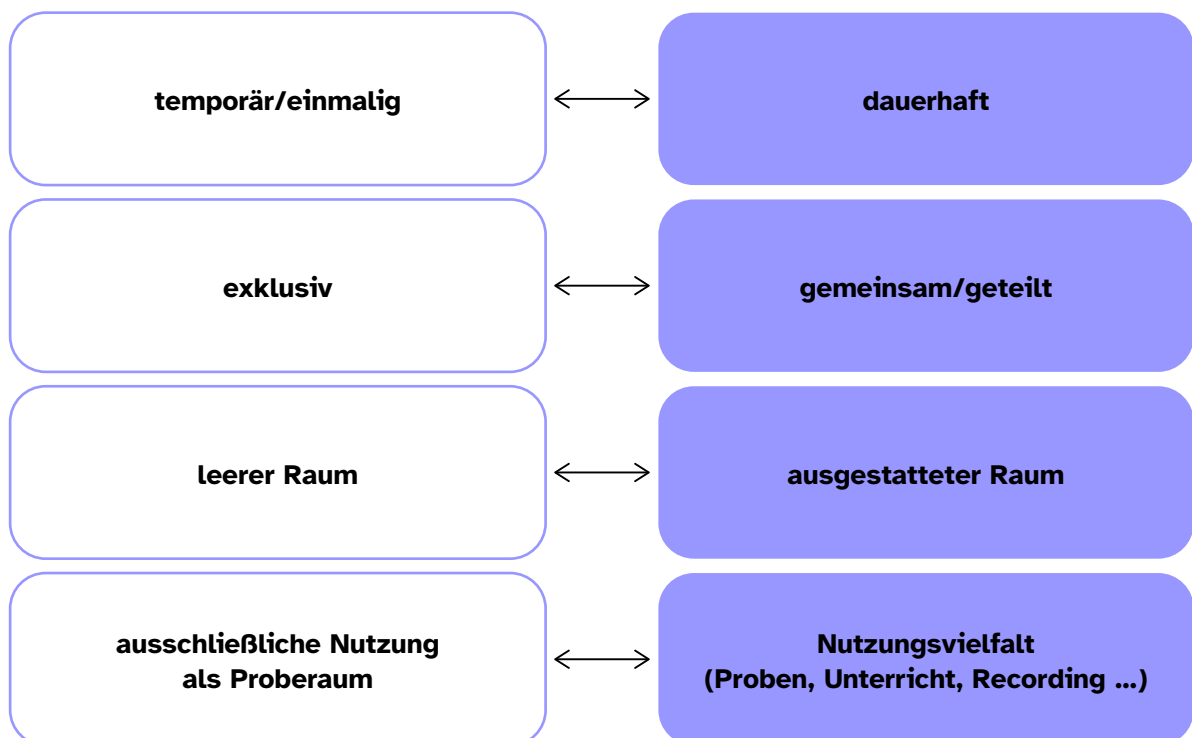 temporär/einmalig
dauerhaft
exklusiv
gemeinsam/geteilt
leerer Raum
ausgestatteter Raum
ausschließliche Nutzung
als Proberaum
Nutzungsvielfalt
(Proben, Unterricht, Recording ...)